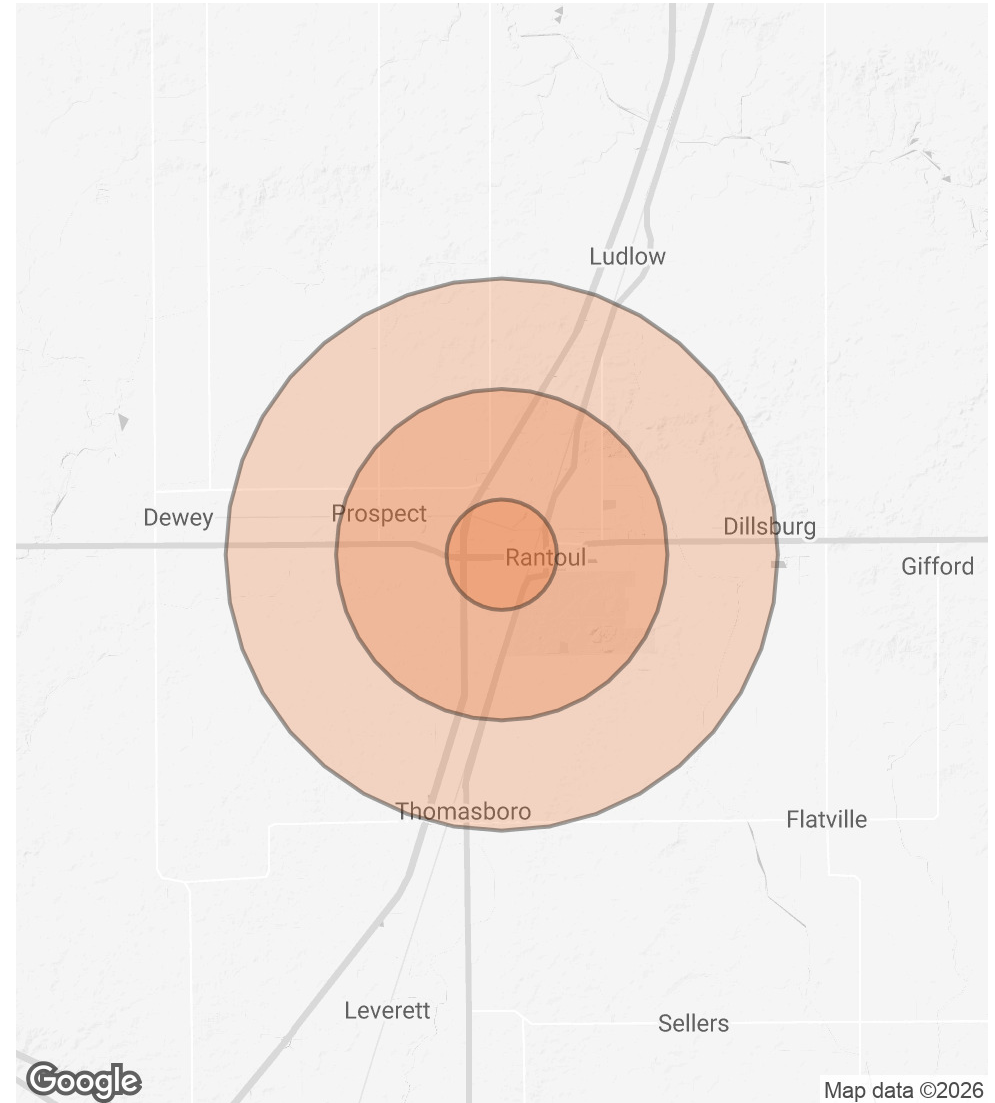 Ludlow
Prospect
Dewey
Dillsburg
Rantoul
Gifford
Thomasboro
Flatville
Leverett
Sellers
Google
Map data ©2026